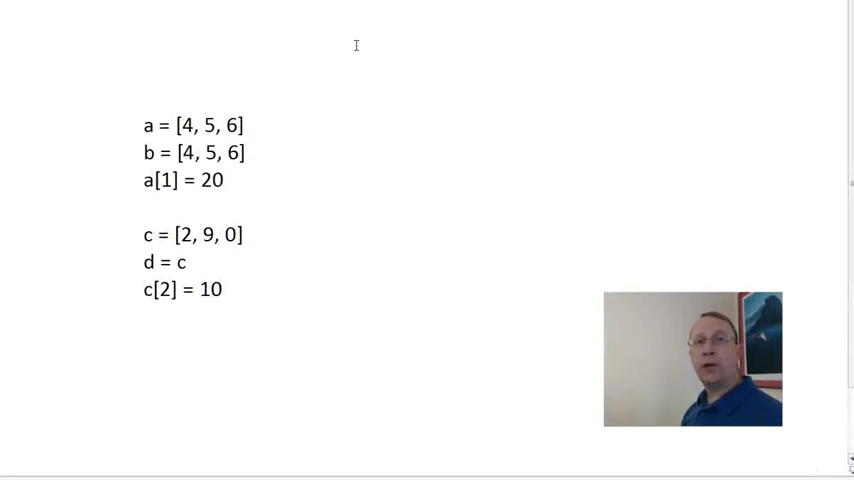 a = [4, 5, 6]
b = [4, 5, 6]
a[1] = 20
c = [2, 9, 0]
d = c
c[2] = 10